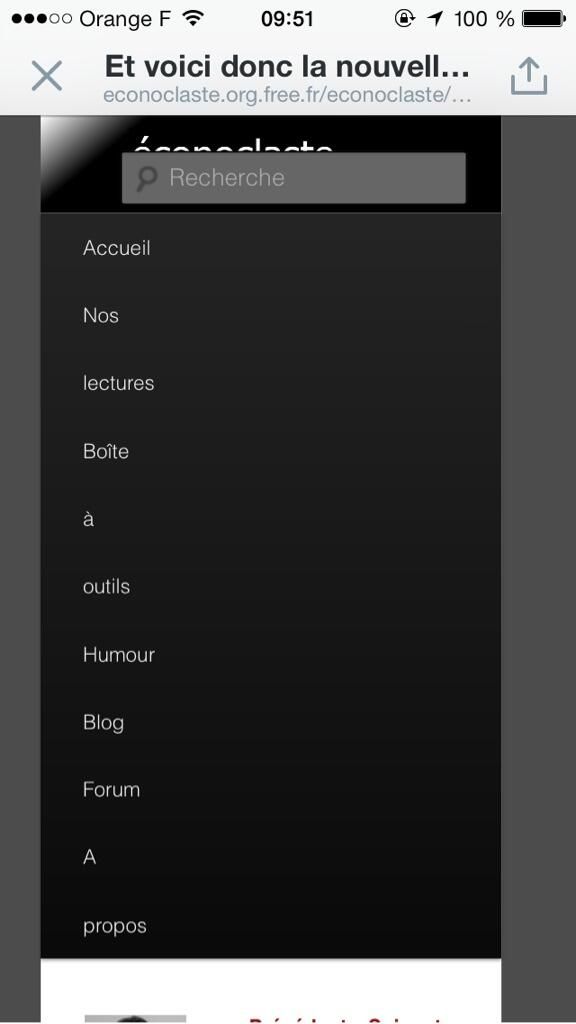 Orange F 09:51 100 %
Et voici donc la nouvell...
econoclaste.org.free.fr/econoclaste/...
éconoclaste
Recherche
Accueil
Nos
lectures
Boîte
à
outils
Humour
Blog
Forum
A
propos